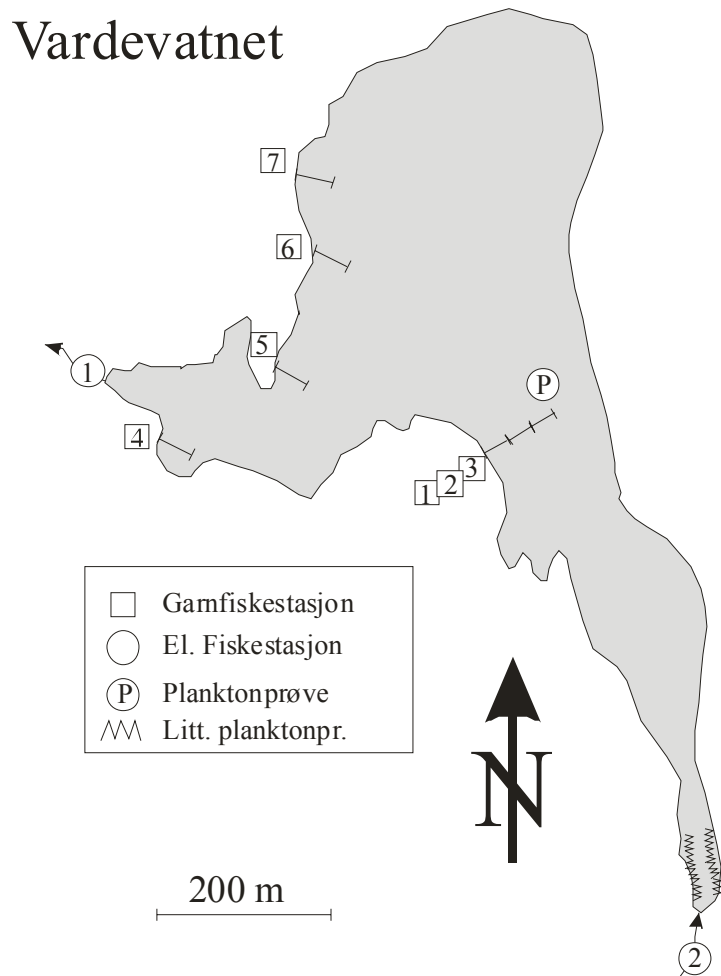 Vardevatnet
7
6
5
1
P
4
3
2
1
Garnfiskestasjon
El. Fiskestasjon
P Planktonprøve
Litt. planktonpr.
N
200 m
2